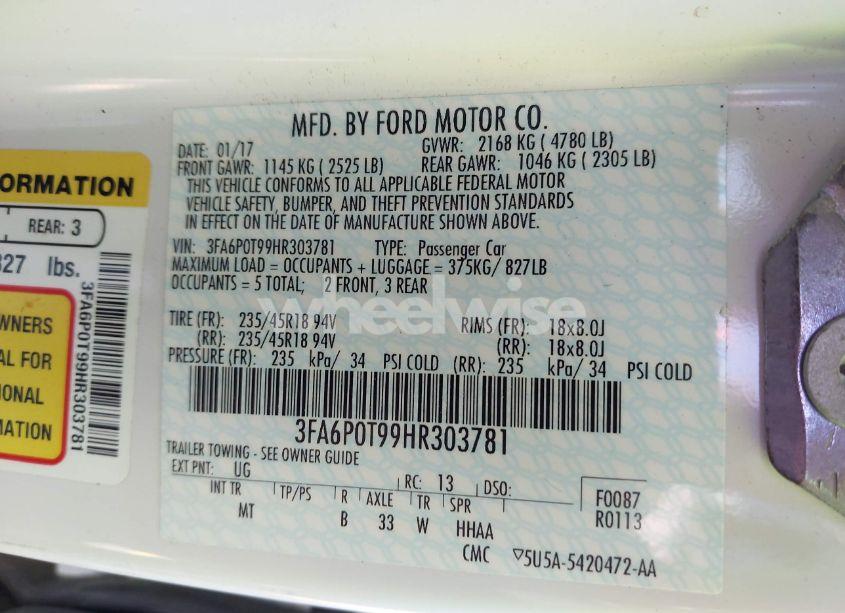 ORMATION
REAR: 3
827 lbs.
WNERS
AL FOR
IONAL
MATION
3FA6P0T99HR303781
MFD. BY FORD MOTOR CO.
DATE: 01/17 GVWR: 2168 KG ( 4780 LB)
FRONT GAWR: 1145 KG ( 2525 LB) REAR GAWR: 1046 KG ( 2305 LB)
THIS VEHICLE CONFORMS TO ALL APPLICABLE FEDERAL MOTOR
VEHICLE SAFETY, BUMPER, AND THEFT PREVENTION STANDARDS
IN EFFECT ON THE DATE OF MANUFACTURE SHOWN ABOVE.
VIN: 3FA6P0T99HR303781 TYPE: Passenger Car
MAXIMUM LOAD = OCCUPANTS + LUGGAGE = 375KG/ 827LB
OCCUPANTS = 5 TOTAL; 2 FRONT, 3 REAR
wheelwise
TIRE (FR): 235/45R18 94V RIMS (FR): 18x8.0J
(RR): 235/45R18 94V (RR): 18x8.0J
PRESSURE (FR): 235 kPa/ 34 PSI COLD (RR): 235 kPa/ 34 PSI COLD
3FA6P0T99HR303781
TRAILER TOWING - SEE OWNER GUIDE
EXT PNT: UG RC: 13 DSO:
INT TR TP/PS R AXLE TR SPR F0087
MT B 33 W HHAA R0113
CMC ▽5U5A-5420472-AA